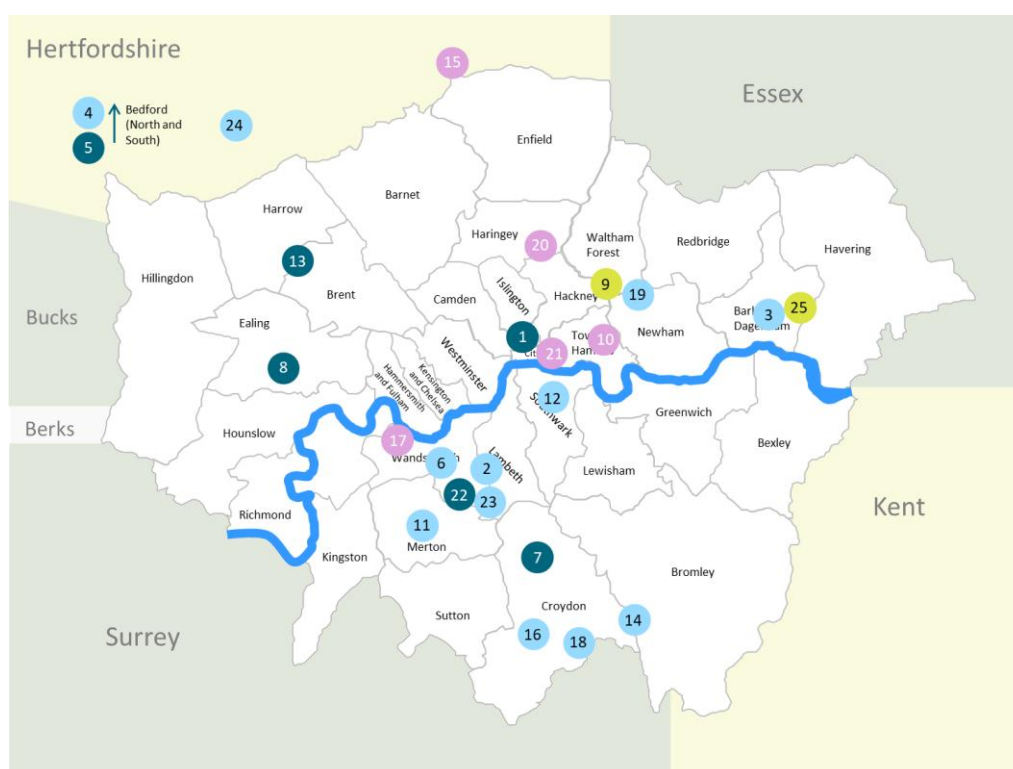 Hertfordshire
15
Essex
4
5
Bedford
(North and
South)
24
Enfield
Barnet
Harrow
Haringey
20
Waltham
Forest
Redbridge
Havering
13
Hillingdon
Brent
Camden
Islington
Hackney
9
19
Newham
3
25
Bucks
Ealing
8
Westminster
Kensington
and Chelsea
Hammersmith
and Fulham
1
21
10
12
Southwark
Greenwich
Bexley
Berks
Hounslow
17
6
2
Lambeth
Lewisham
22
23
Richmond
11
Merton
Kingston
Kent
7
Bromley
Sutton
Croydon
14
16
18
Surrey